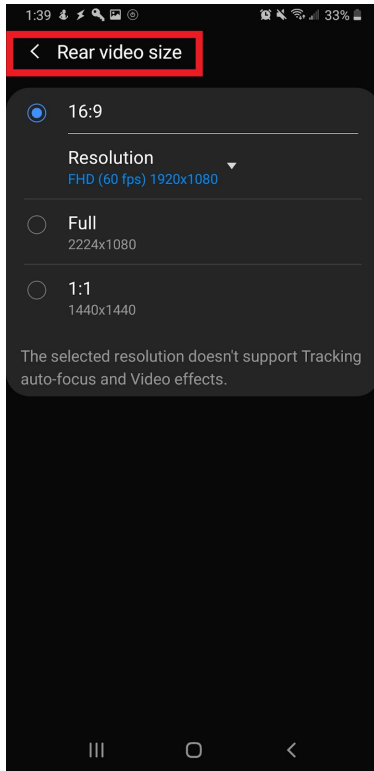 1:39 33%
Rear video size
16:9
Resolution
FHD (60 fps) 1920x1080
Full
2224x1080
1:1
1440x1440
The selected resolution doesn't support Tracking
auto-focus and Video effects.